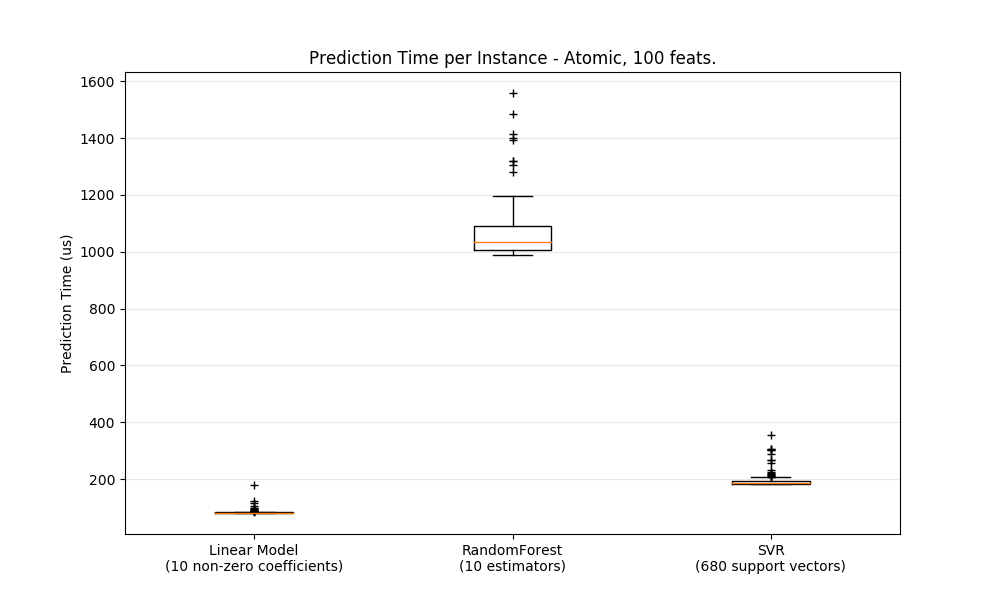 Prediction Time per Instance - Atomic, 100 feats.
1600
1400
1200
1000
800
600
400
200
Prediction Time (us)
Linear Model
(10 non-zero coefficients)
RandomForest
(10 estimators)
SVR
(680 support vectors)